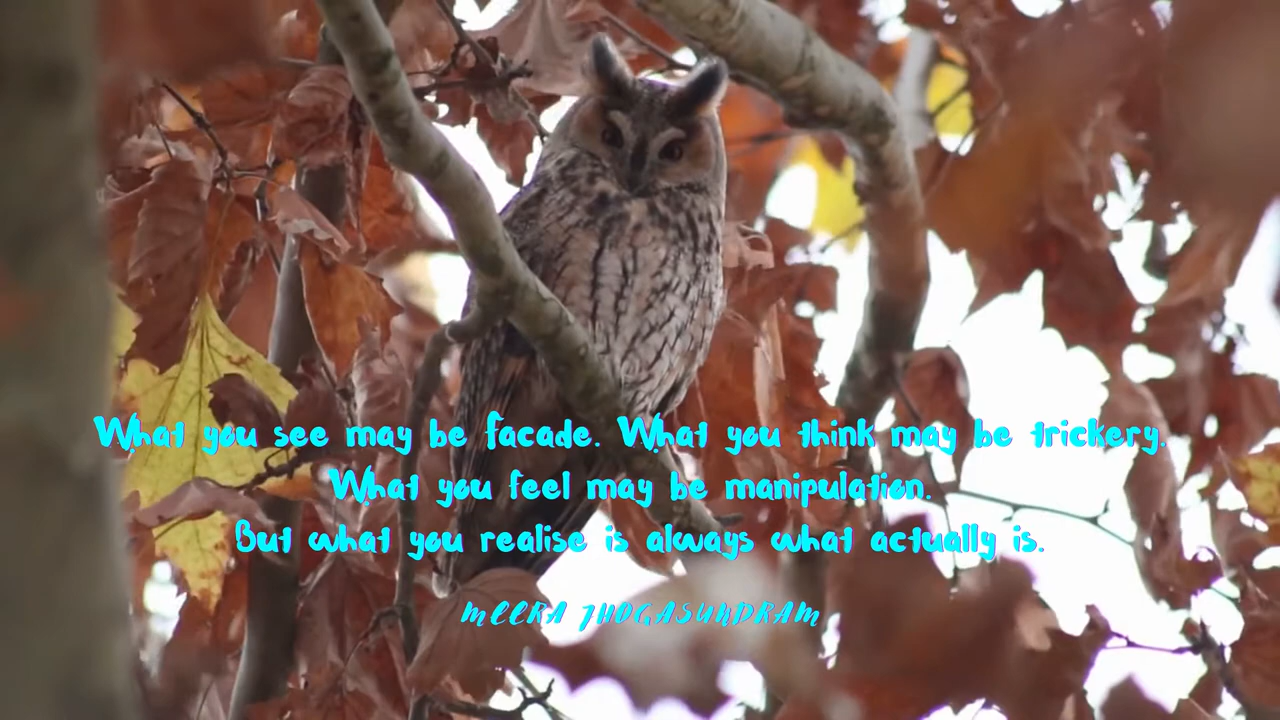 What you see may be facade. What you think may be trickery.
What you feel may be manipulation.
But what you realise is always what actually is.
MEERA JHOGASUNDRAM